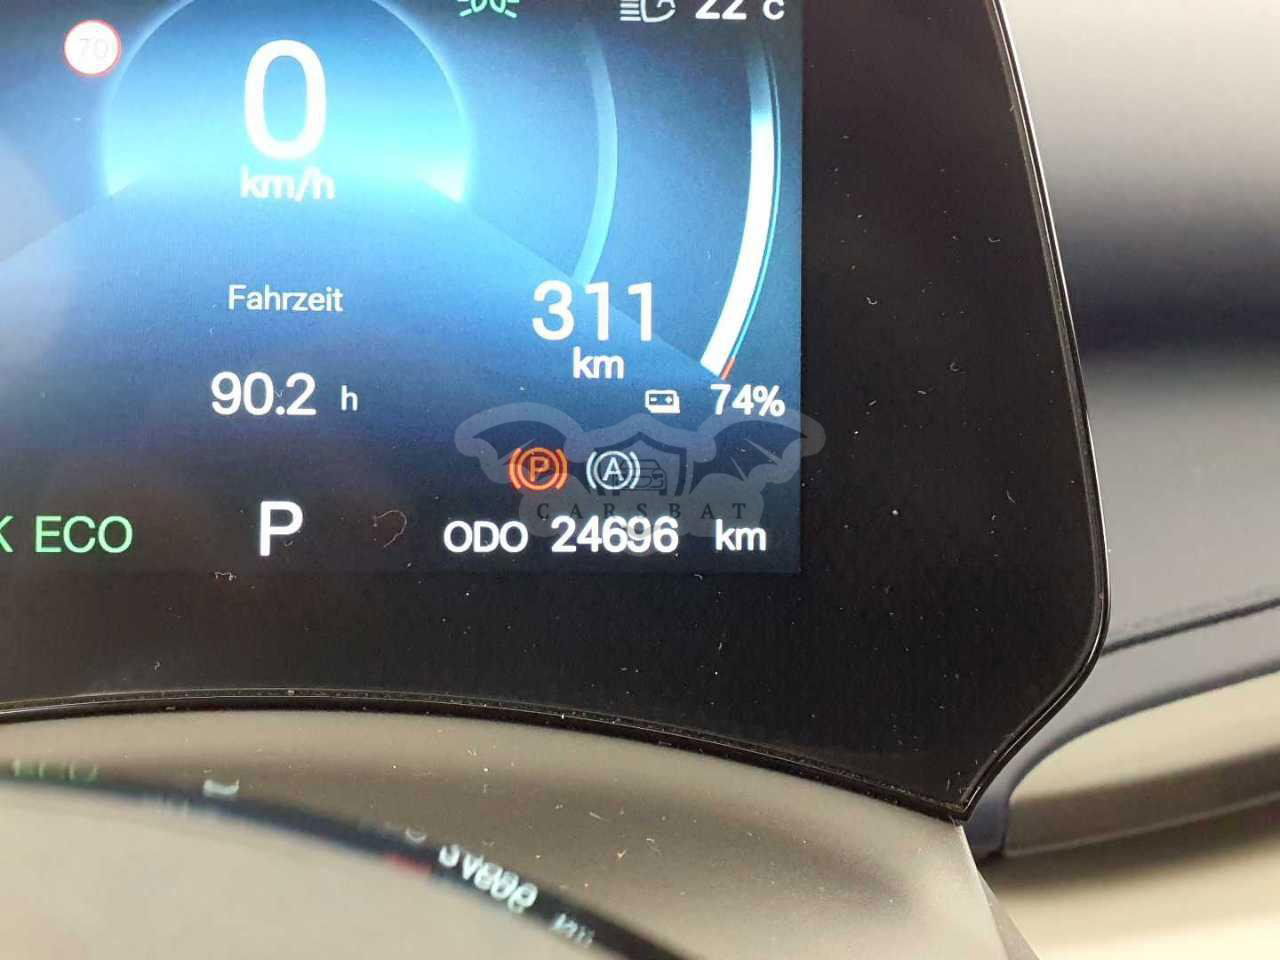 22 c
70
0
km/h
Fahrzeit
311
km
90.2 h
74%
P A
CARSBAT
K ECO P ODO 24696 km